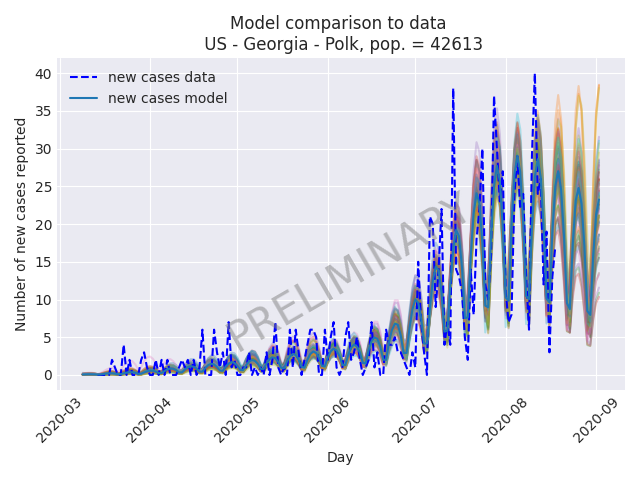 Model comparison to data
US - Georgia - Polk, pop. = 42613
new cases data
new cases model
PRELIMINARY
Number of new cases reported
40
35
30
25
20
15
10
5
0
2020-03
2020-04
2020-05
2020-06
2020-07
2020-08
2020-09
Day